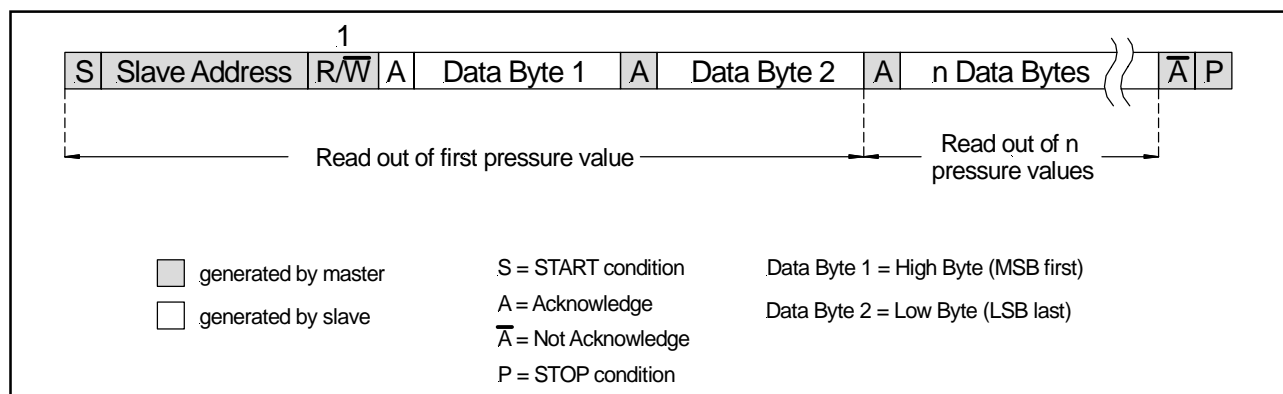 1
S Slave Address R/W̅ A Data Byte 1 A Data Byte 2 A n Data Bytes A̅ P
Read out of first pressure value
Read out of n
pressure values
generated by master
generated by slave
S = START condition
A = Acknowledge
A̅ = Not Acknowledge
P = STOP condition
Data Byte 1 = High Byte (MSB first)
Data Byte 2 = Low Byte (LSB last)